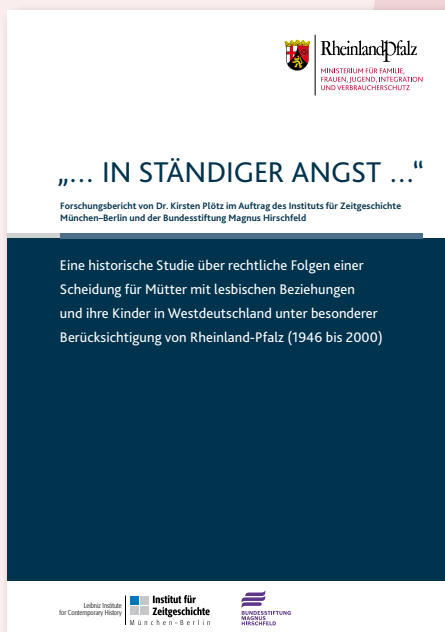 RheinlandPfalz
MINISTERIUM FÜR FAMILIE,
FRAUEN, JUGEND, INTEGRATION
UND VERBRAUCHERSCHUTZ
„... IN STÄNDIGER ANGST ...“
Forschungsbericht von Dr. Kirsten Plötz im Auftrag des Instituts für Zeitgeschichte
München–Berlin und der Bundesstiftung Magnus Hirschfeld
Eine historische Studie über rechtliche Folgen einer
Scheidung für Mütter mit lesbischen Beziehungen
und ihre Kinder in Westdeutschland unter besonderer
Berücksichtigung von Rheinland-Pfalz (1946 bis 2000)
Leibniz Institute
for Contemporary History
Institut für
Zeitgeschichte
München–Berlin
BUNDESSTIFTUNG
MAGNUS
HIRSCHFELD